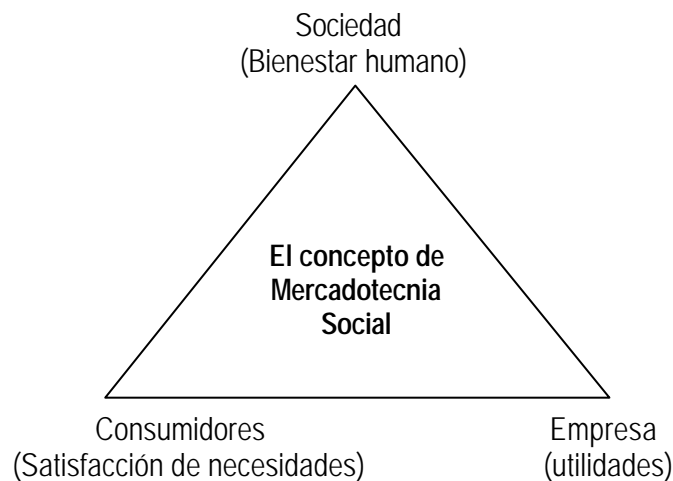 Sociedad
(Bienestar humano)
El concepto de
Mercadotecnia
Social
Consumidores
(Satisfacción de necesidades)
Empresa
(utilidades)